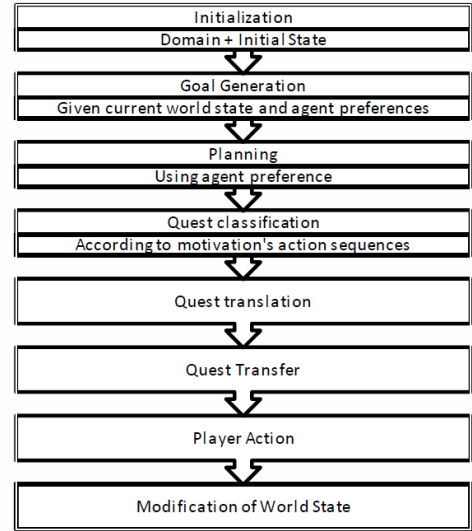 Initialization
Domain + Initial State
Goal Generation
Given current world state and agent preferences
Planning
Using agent preference
Quest classification
According to motivation's action sequences
Quest translation
Quest Transfer
Player Action
Modification of World State